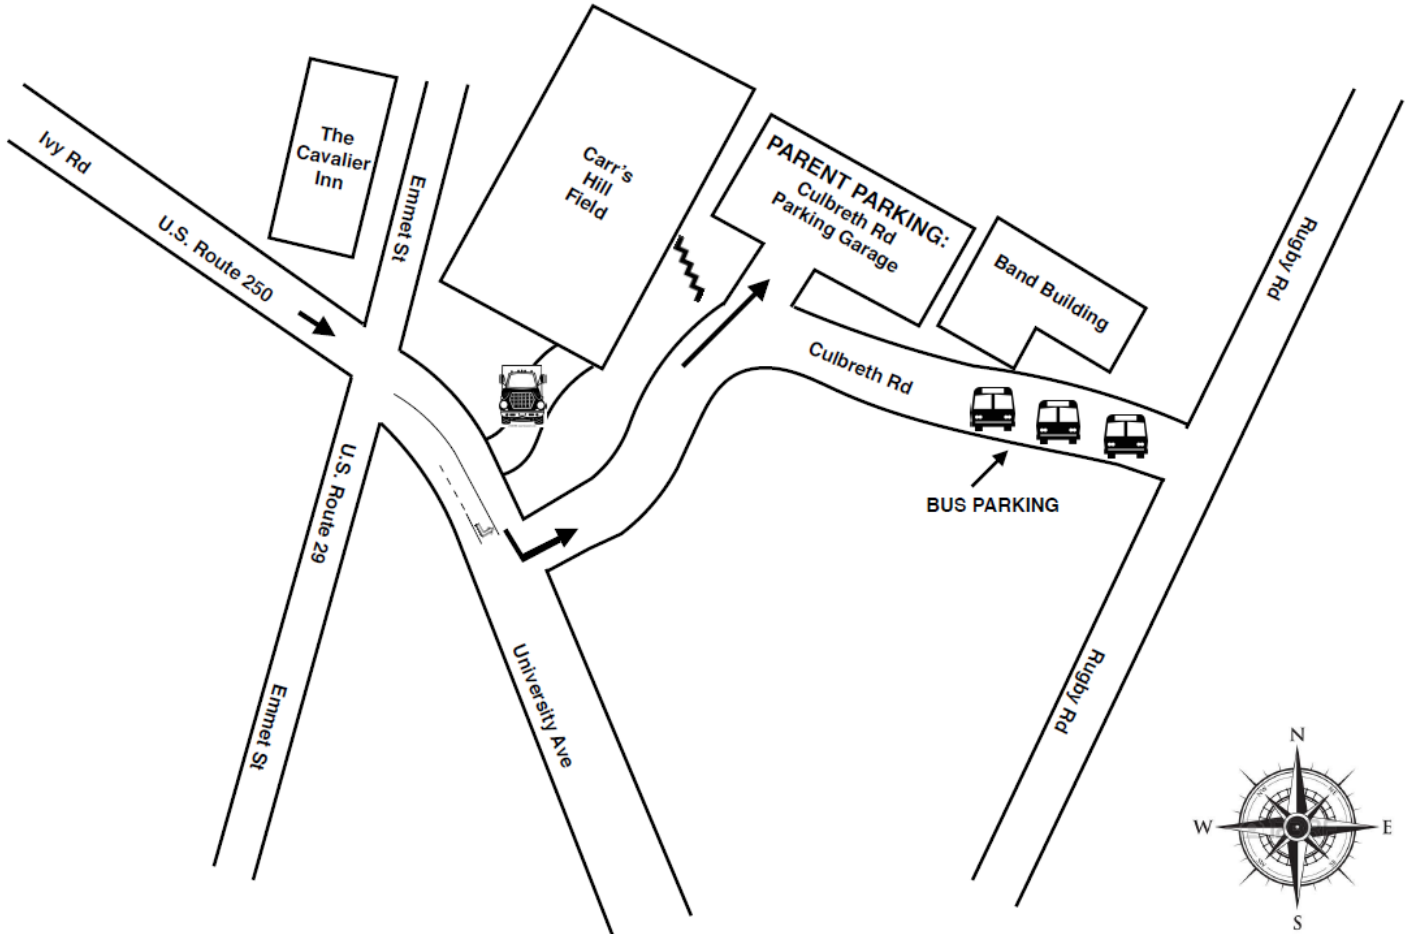 Ivy Rd
U.S. Route 250
The
Cavalier
Inn
Emmet St
Carr's
Hill
Field
PARENT PARKING:
Culbreth Rd
Parking Garage
Band Building
Rugby Rd
Culbreth Rd
BUS PARKING
U.S. Route 29
Emmet St
University Ave
Rugby Rd
N
W
E
S